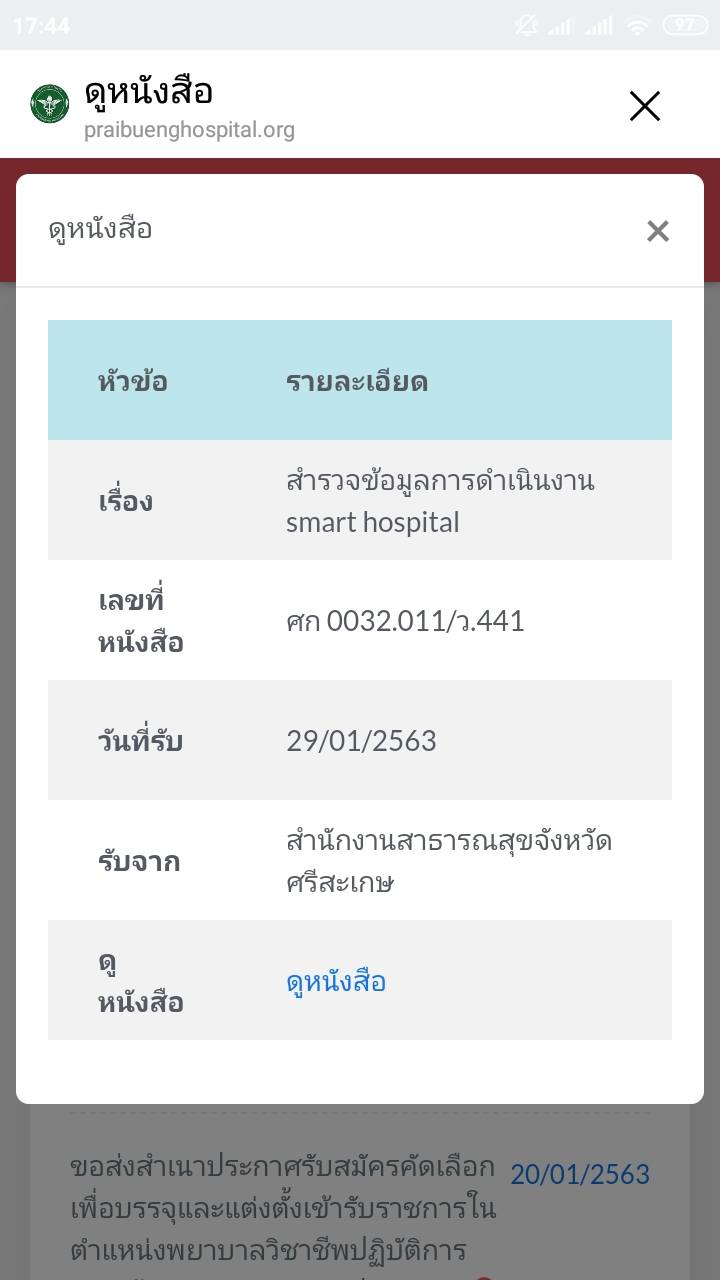 17:44
97
ดูหนังสือ
praibuenghospital.org
ดูหนังสือ
หัวข้อ รายละเอียด
เรื่อง สำรวจข้อมูลการดำเนินงาน
smart hospital
เลขที่
หนังสือ ศก 0032.011/ว.441
วันที่รับ 29/01/2563
รับจาก สำนักงานสาธารณสุขจังหวัด
ศรีสะเกษ
ดู
หนังสือ ดูหนังสือ
ขอส่งสำเนาประกาศรับสมัครคัดเลือก 20/01/2563
เพื่อบรรจุและแต่งตั้งเข้ารับราชการใน
ตำแหน่งพยาบาลวิชาชีพปฏิบัติการ